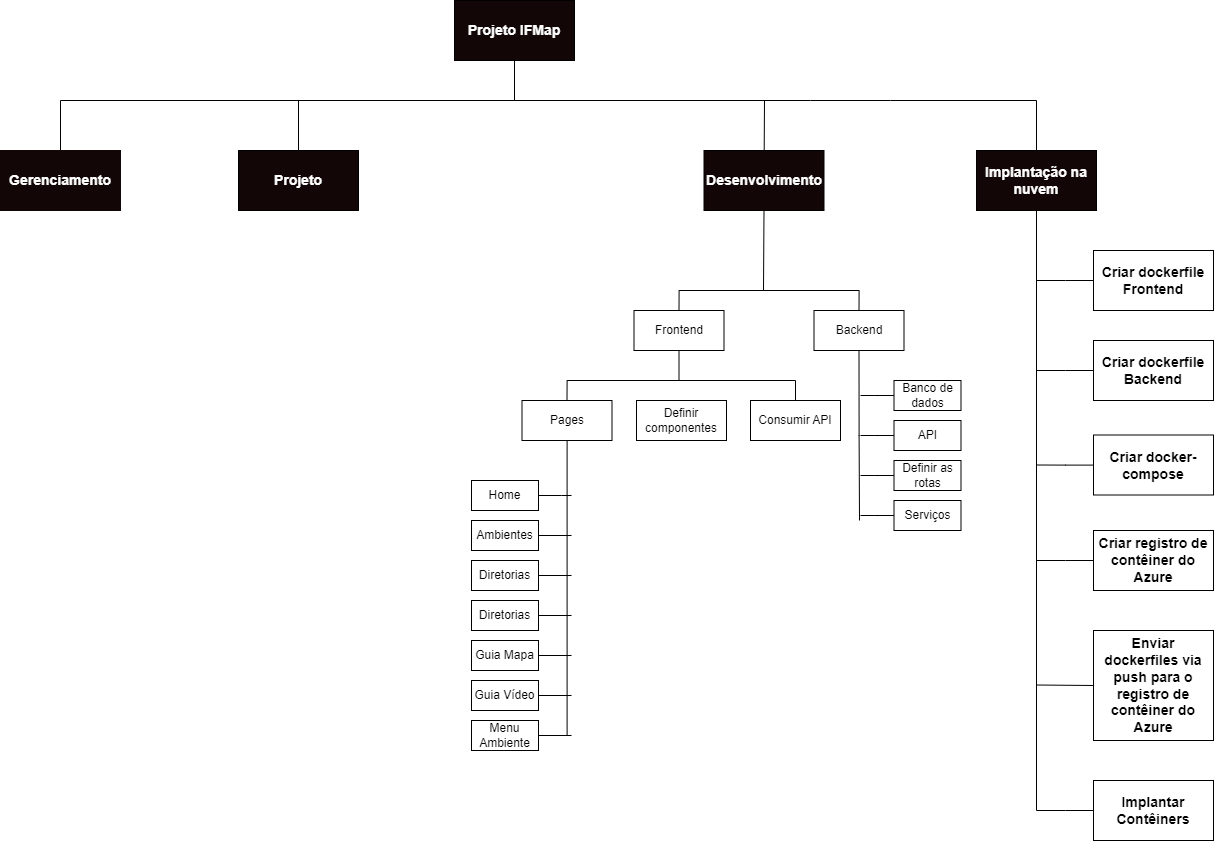 Projeto IFMap
Gerenciamento
Projeto
Desenvolvimento
Implantação na
nuvem
Frontend
Backend
Pages
Definir
componentes
Consumir API
Home
Ambientes
Diretorias
Diretorias
Guia Mapa
Guia Vídeo
Menu
Ambiente
Banco de
dados
API
Definir as
rotas
Serviços
Criar dockerfile
Frontend
Criar dockerfile
Backend
Criar docker-
compose
Criar registro de
contêiner do
Azure
Enviar
dockerfiles via
push para o
registro de
contêiner do
Azure
Implantar
Contêiners